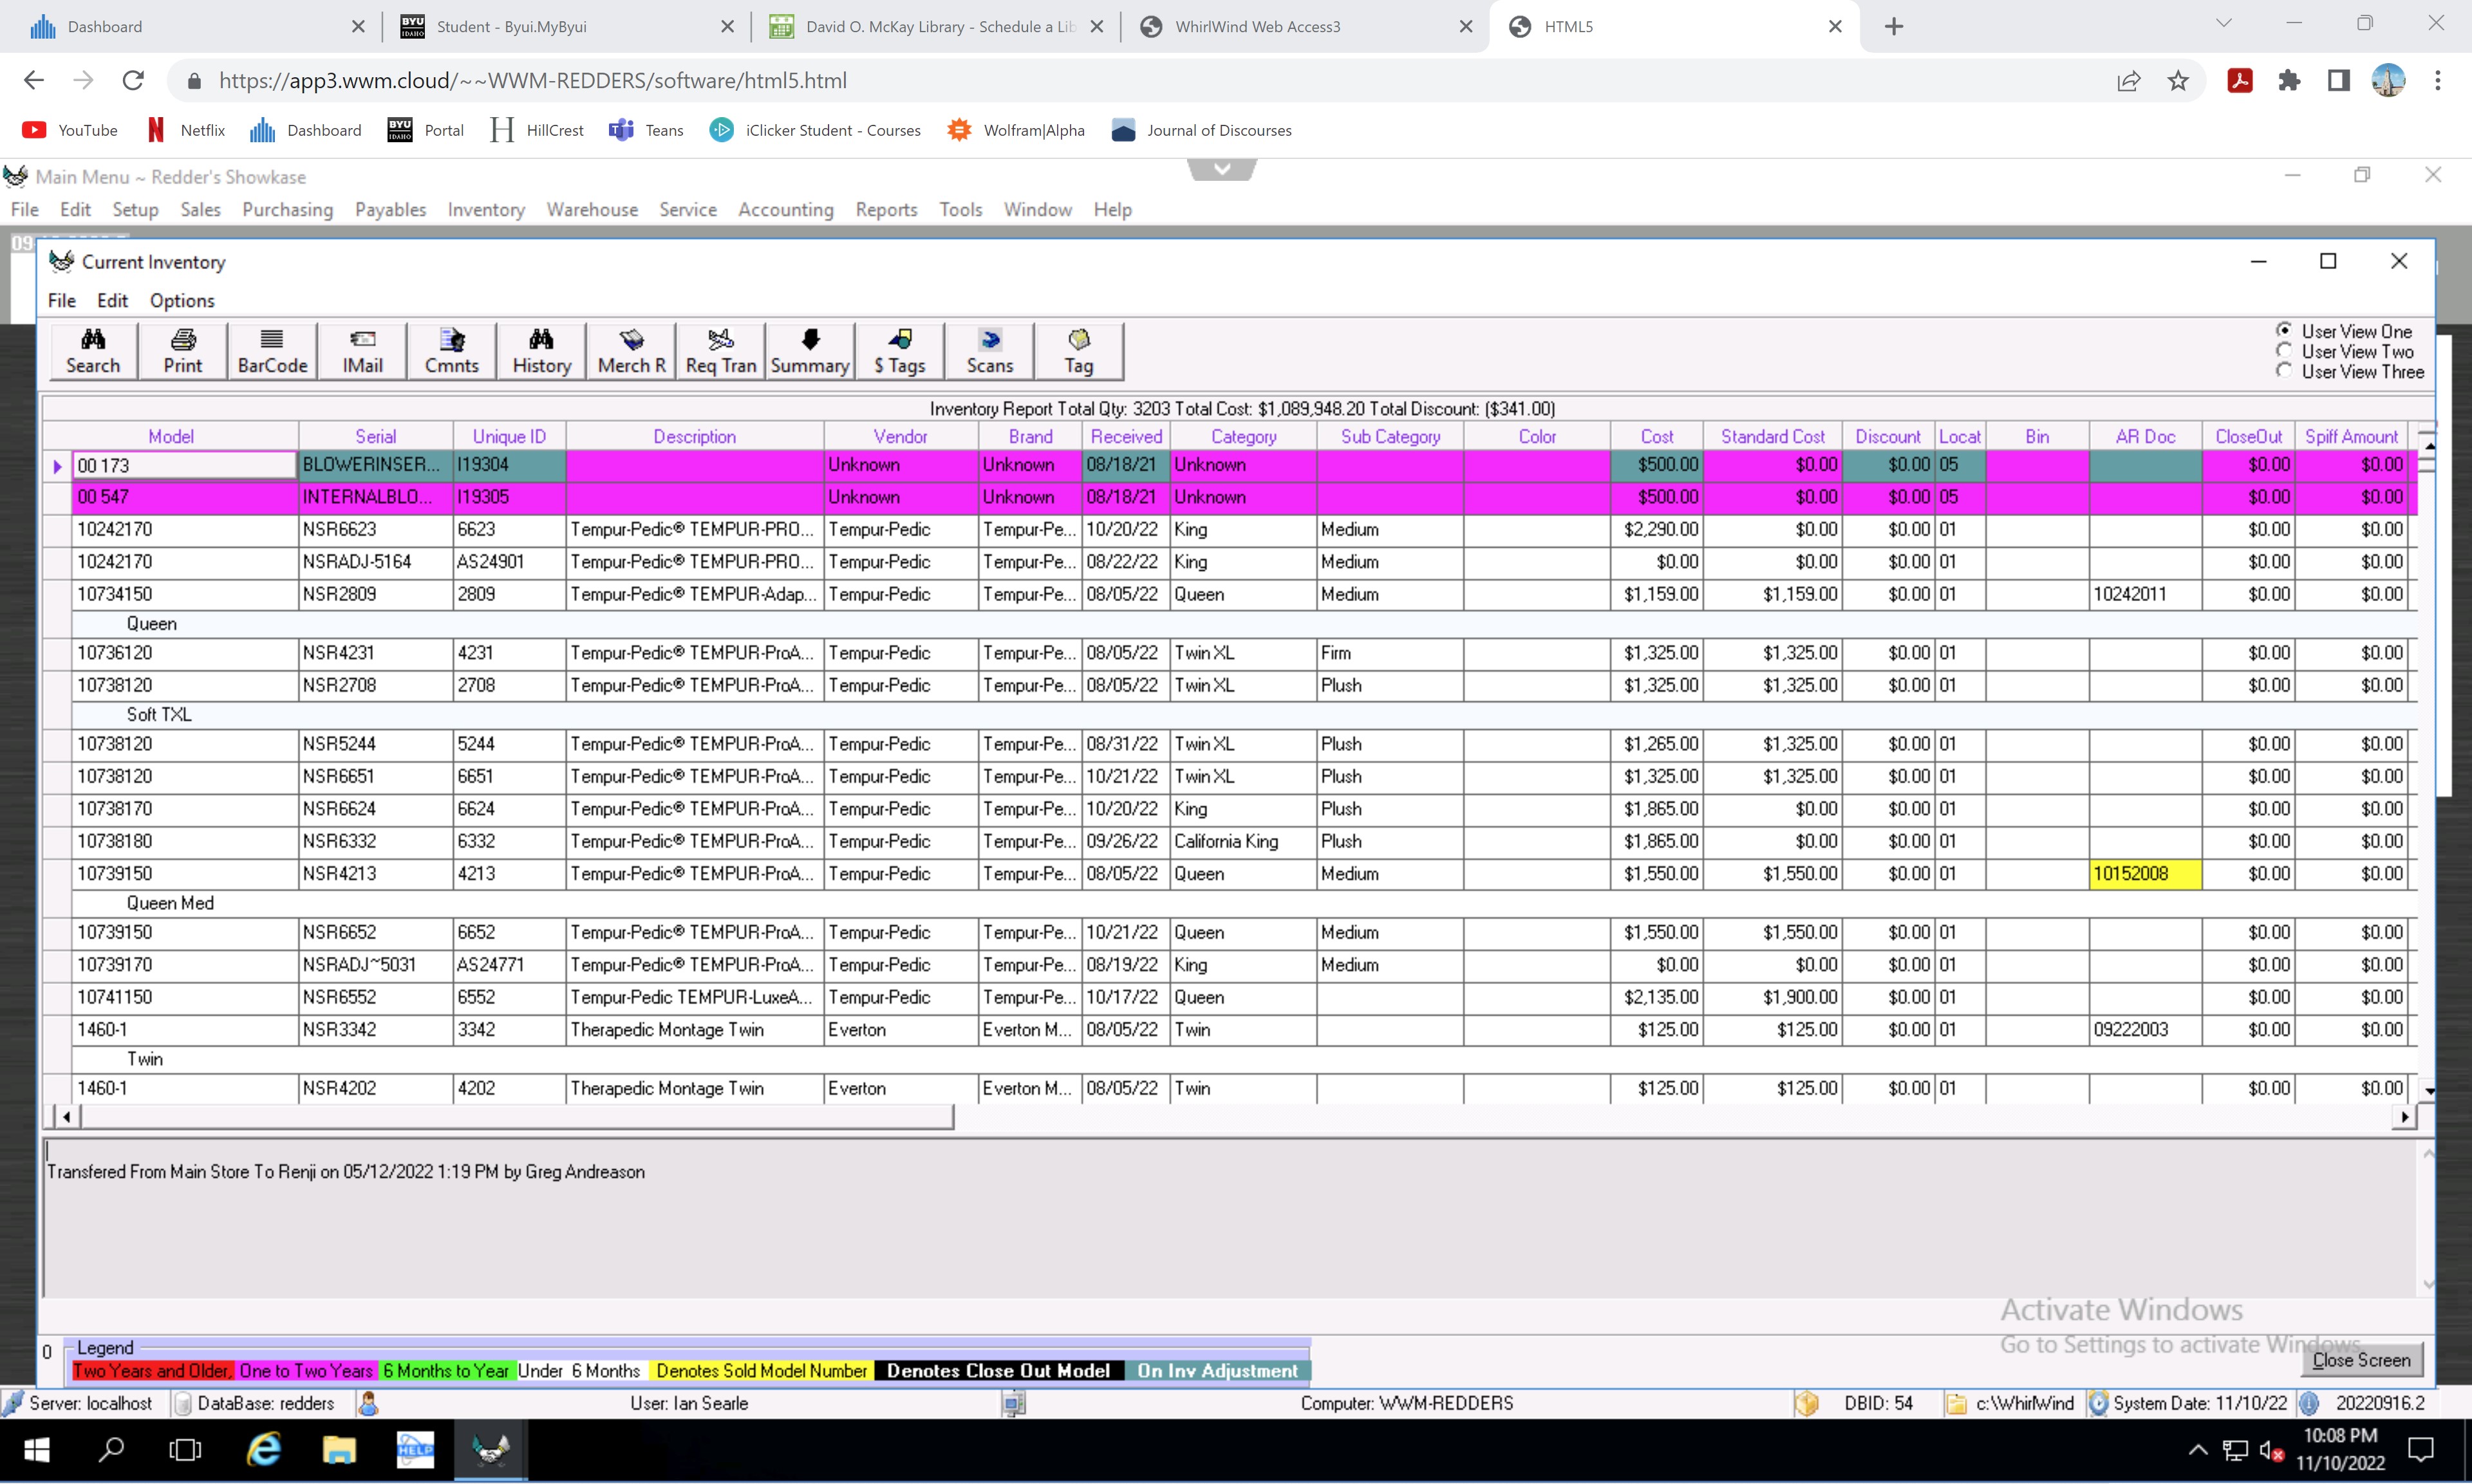 Dashboard Student - Byui.MyByui David O. McKay Library - Schedule a Lib WhirlWind Web Access3 HTML5
https://app3.wwm.cloud/~~WWM-REDDERS/software/html5.html
YouTube Netflix Dashboard BYU IDAHO Portal HillCrest Teans iClicker Student - Courses Wolfram|Alpha Journal of Discourses
Main Menu ~ Redder's Showkase
File Edit Setup Sales Purchasing Payables Inventory Warehouse Service Accounting Reports Tools Window Help
Current Inventory
File Edit Options
Search Print BarCode IMail Cmnts History Merch R Req Tran Summary $ Tags Scans Tag
User View One
User View Two
User View Three
Inventory Report Total Qty: 3203 Total Cost: $1,089,948.20 Total Discount: ($341.00)
Model Serial Unique ID Description Vendor Brand Received Category Sub Category Color Cost Standard Cost Discount Locat Bin AR Doc CloseOut Spiff Amount
00 173 BLOWERINSER... I19304 Unknown Unknown 08/18/21 Unknown $500.00 $0.00 $0.00 05 $0.00 $0.00
00 547 INTERNALBLO... I19305 Unknown Unknown 08/18/21 Unknown $500.00 $0.00 $0.00 05 $0.00 $0.00
10242170 NSR6623 6623 Tempur-Pedic® TEMPUR-PRO... Tempur-Pedic Tempur-Pe... 10/20/22 King Medium $2,290.00 $0.00 $0.00 01 $0.00 $0.00
10242170 NSRADJ-5164 AS24901 Tempur-Pedic® TEMPUR-PRO... Tempur-Pedic Tempur-Pe... 08/22/22 King Medium $0.00 $0.00 $0.00 01 $0.00 $0.00
10734150 NSR2809 2809 Tempur-Pedic® TEMPUR-Adap... Tempur-Pedic Tempur-Pe... 08/05/22 Queen Medium $1,159.00 $1,159.00 $0.00 01 10242011 $0.00 $0.00
Queen
10736120 NSR4231 4231 Tempur-Pedic® TEMPUR-ProA... Tempur-Pedic Tempur-Pe... 08/05/22 Twin XL Firm $1,325.00 $1,325.00 $0.00 01 $0.00 $0.00
10738120 NSR2708 2708 Tempur-Pedic® TEMPUR-ProA... Tempur-Pedic Tempur-Pe... 08/05/22 Twin XL Plush $1,325.00 $1,325.00 $0.00 01 $0.00 $0.00
Soft TXL
10738120 NSR5244 5244 Tempur-Pedic® TEMPUR-ProA... Tempur-Pedic Tempur-Pe... 08/31/22 Twin XL Plush $1,265.00 $1,325.00 $0.00 01 $0.00 $0.00
10738120 NSR6651 6651 Tempur-Pedic® TEMPUR-ProA... Tempur-Pedic Tempur-Pe... 10/21/22 Twin XL Plush $1,325.00 $1,325.00 $0.00 01 $0.00 $0.00
10738170 NSR6624 6624 Tempur-Pedic® TEMPUR-ProA... Tempur-Pedic Tempur-Pe... 10/20/22 King Plush $1,865.00 $0.00 $0.00 01 $0.00 $0.00
10738180 NSR6332 6332 Tempur-Pedic® TEMPUR-ProA... Tempur-Pedic Tempur-Pe... 09/26/22 California King Plush $1,865.00 $0.00 $0.00 01 $0.00 $0.00
10739150 NSR4213 4213 Tempur-Pedic® TEMPUR-ProA... Tempur-Pedic Tempur-Pe... 08/05/22 Queen Medium $1,550.00 $1,550.00 $0.00 01 10152008 $0.00 $0.00
Queen Med
10739150 NSR6652 6652 Tempur-Pedic® TEMPUR-ProA... Tempur-Pedic Tempur-Pe... 10/21/22 Queen Medium $1,550.00 $1,550.00 $0.00 01 $0.00 $0.00
10739170 NSRADJ~5031 AS24771 Tempur-Pedic® TEMPUR-ProA... Tempur-Pedic Tempur-Pe... 08/19/22 King Medium $0.00 $0.00 $0.00 01 $0.00 $0.00
10741150 NSR6552 6552 Tempur-Pedic TEMPUR-LuxeA... Tempur-Pedic Tempur-Pe... 10/17/22 Queen $2,135.00 $1,900.00 $0.00 01 $0.00 $0.00
1460-1 NSR3342 3342 Therapedic Montage Twin Everton Everton M... 08/05/22 Twin $125.00 $125.00 $0.00 01 09222003 $0.00 $0.00
Twin
1460-1 NSR4202 4202 Therapedic Montage Twin Everton Everton M... 08/05/22 Twin $125.00 $125.00 $0.00 01 $0.00 $0.00
Transfered From Main Store To Renji on 05/12/2022 1:19 PM by Greg Andreason
Activate Windows
Go to Settings to activate Windows.
0 Legend
Two Years and Older, One to Two Years 6 Months to Year Under 6 Months Denotes Sold Model Number Denotes Close Out Model On Inv Adjustment
Close Screen
Server: localhost DataBase: redders User: Ian Searle Computer: WWM-REDDERS DBID: 54 c:\WhirlWind System Date: 11/10/22 20220916.2
HELP
10:08 PM
11/10/2022